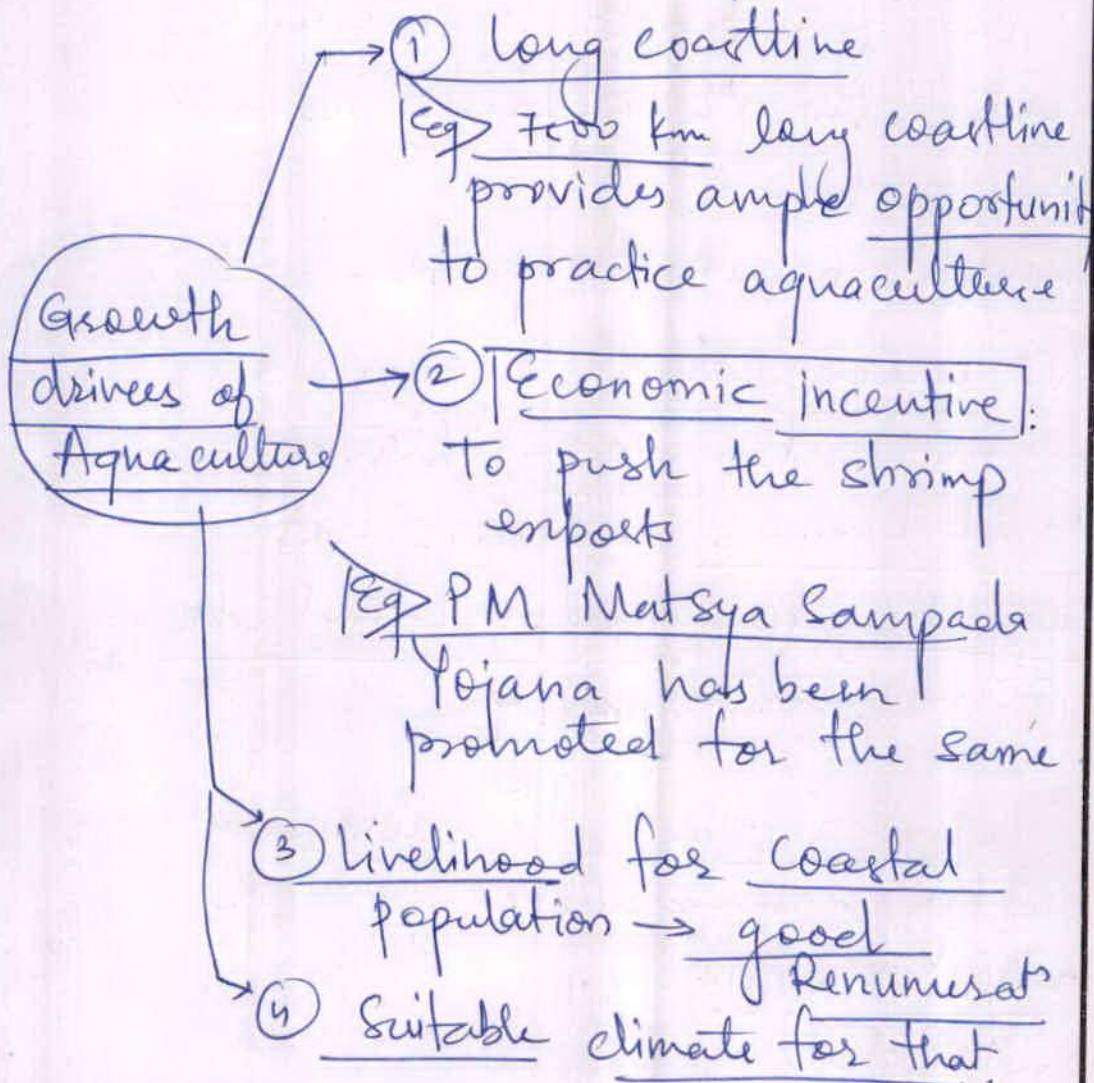 ① Long coastline
Eg> 7000 km long coastline
provides ample opportunit
to practice aquaculture
Growth
drivers of
Aquaculture
② Economic incentive:
To push the shrimp
exports
Eg> PM Matsya Sampada
Yojana has been
promoted for the same
③ Livelihood for coastal
population → good
Renumerat<sup>n</sup>
④ Suitable climate for that